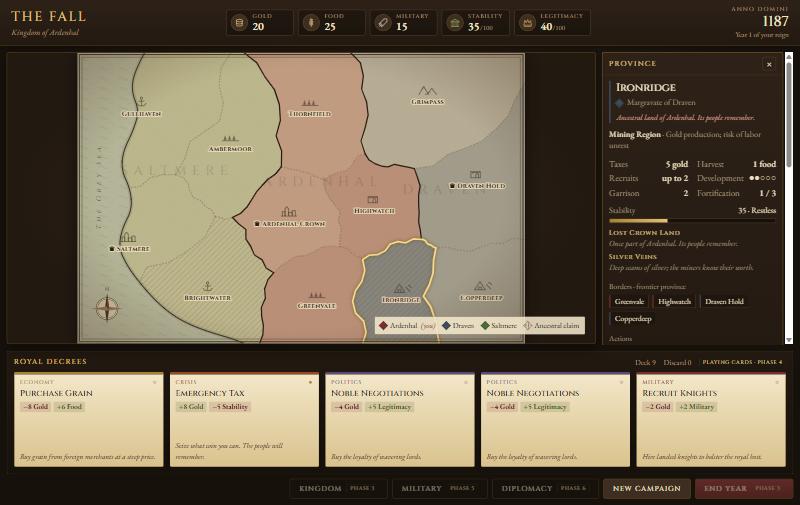 THE FALL
Kingdom of Ardenhal
GOLD
20
FOOD
25
MILITARY
15
STABILITY
35/100
LEGITIMACY
40/100
ANNO DOMINI
1187
Year 1 of your reign
GULLHAVEN
THORNFIELD
GRIMPASS
AMBERMOOR
ALTMERE
ARDENHAL
DRAVEN
THE GREY SEA
DRAVEN HOLD
HIGHWATCH
ARDENHAL CROWN
SALTMERE
BRIGHTWATER
GREENVALE
IRONRIDGE
COPPERDEEP
N
Ardenhal (you)
Draven
Saltmere
Ancestral claim
PROVINCE
×
IRONRIDGE
Margravate of Draven
Ancestral land of Ardenhal. Its people remember.
Mining Region · Gold production; risk of labor unrest
Taxes 5 gold
Harvest 1 food
Recruits up to 2
Development
Garrison 2
Fortification 1 / 3
Stability 35 · Restless
LOST CROWN LAND
Once part of Ardenhal. Its people remember.
SILVER VEINS
Deep seams of silver; the miners know their worth.
Borders · frontier province
Greenvale
Highwatch
Draven Hold
Copperdeep
Actions
ROYAL DECREES
Deck 9 Discard 0
PLAYING CARDS · PHASE 4
ECONOMY
PURCHASE GRAIN
−8 Gold +6 Food
Buy grain from foreign merchants at a steep price.
CRISIS
EMERGENCY TAX
+8 Gold −5 Stability
Seize what coin you can. The people will
remember.
POLITICS
NOBLE NEGOTIATIONS
−4 Gold +5 Legitimacy
Buy the loyalty of wavering lords.
POLITICS
NOBLE NEGOTIATIONS
−4 Gold +5 Legitimacy
Buy the loyalty of wavering lords.
MILITARY
RECRUIT KNIGHTS
−2 Gold +2 Military
Hire landed knights to bolster the royal host.
KINGDOM PHASE 3
MILITARY PHASE 5
DIPLOMACY PHASE 6
NEW CAMPAIGN
END YEAR PHASE 3